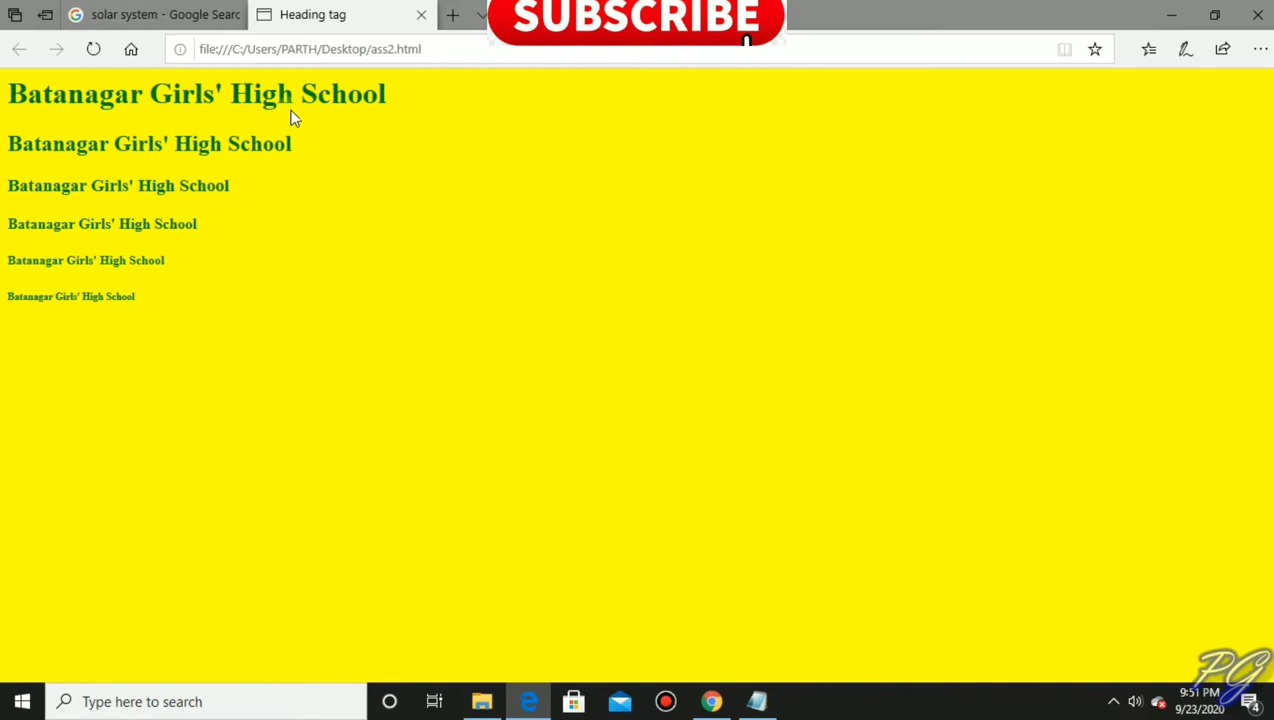 solar system - Google Searc
Heading tag
SUBSCRIBE
file:///C:/Users/PARTH/Desktop/ass2.html
Batanagar Girls' High School
Batanagar Girls' High School
Batanagar Girls' High School
Batanagar Girls' High School
Batanagar Girls' High School
Batanagar Girls' High School
PG
Type here to search
9:51 PM
9/23/2020
4